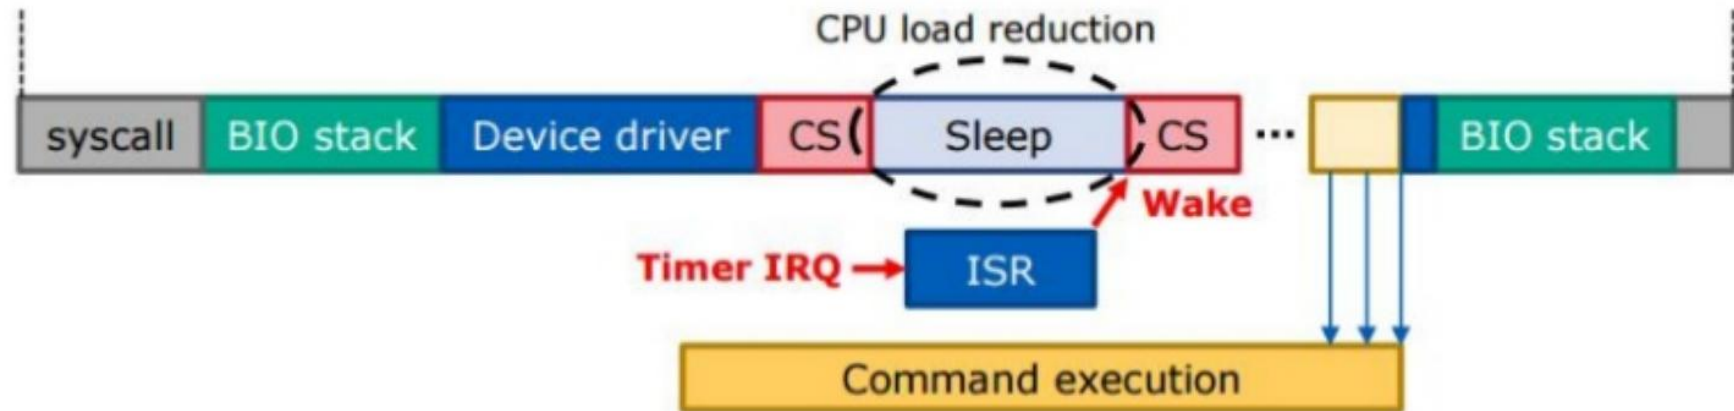 CPU load reduction
syscall BIO stack Device driver CS Sleep CS ... BIO stack
Wake
Timer IRQ ISR
Command execution